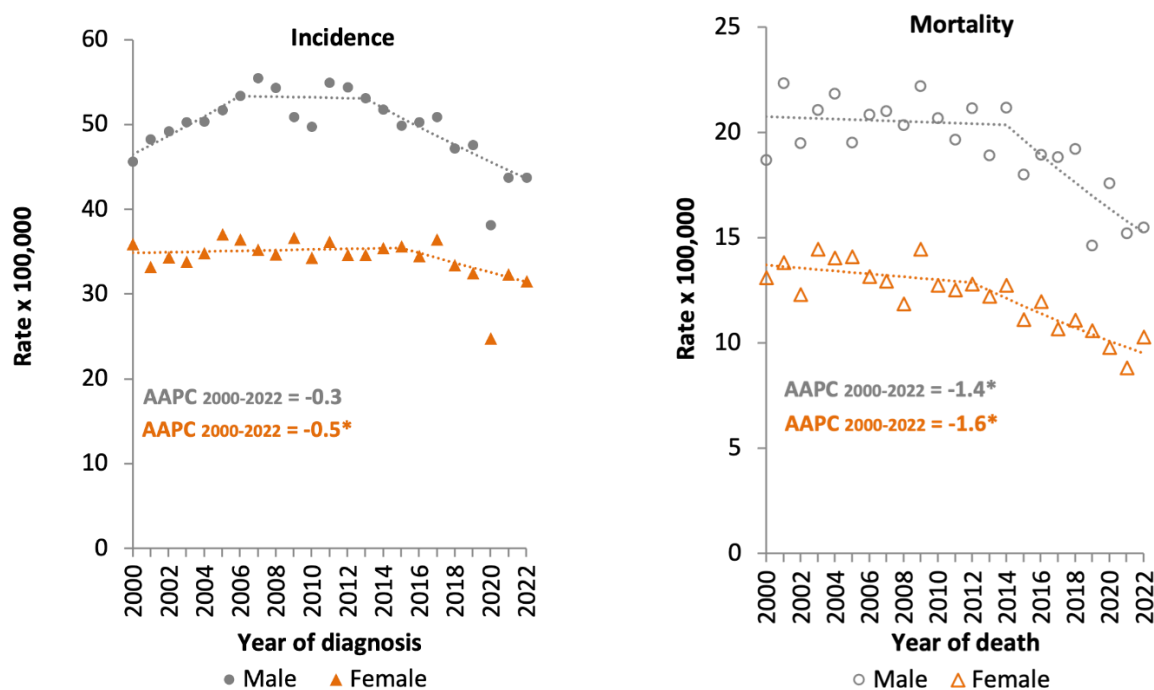 Incidence
Rate x 100,000
60
50
40
30
20
10
0
AAPC 2000-2022 = -0.3
AAPC 2000-2022 = -0.5*
2000
2002
2004
2006
2008
2010
2012
2014
2016
2018
2020
2022
Year of diagnosis
Male
Female
Mortality
Rate x 100,000
25
20
15
10
5
0
AAPC 2000-2022 = -1.4*
AAPC 2000-2022 = -1.6*
2000
2002
2004
2006
2008
2010
2012
2014
2016
2018
2020
2022
Year of death
Male
Female